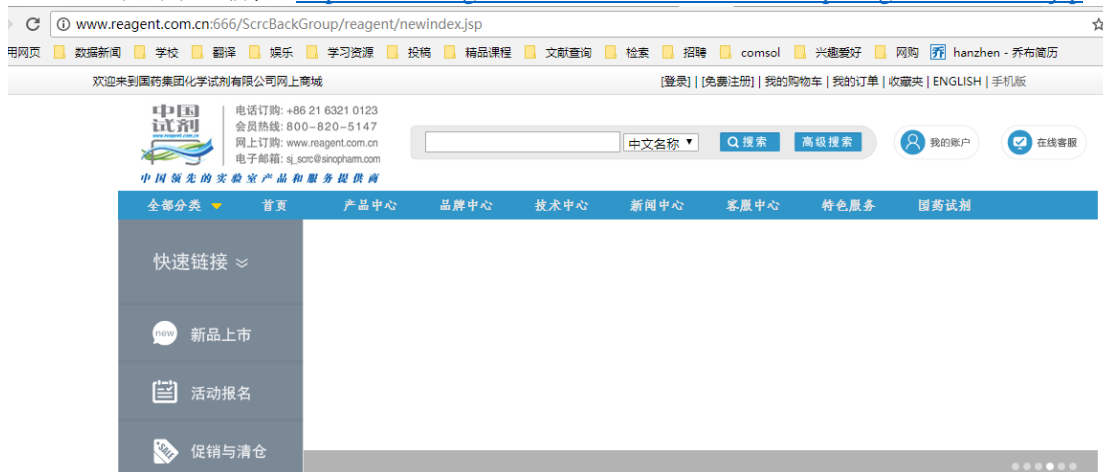 www.reagent.com.cn:666/ScrcBackGroup/reagent/newindex.jsp
用网页 数据新闻 学校 翻译 娱乐 学习资源 投稿 精品课程 文献查询 检索 招聘 comsol 兴趣爱好 网购 乔 hanzhen - 乔布简历
欢迎来到国药集团化学试剂有限公司网上商城 [登录] | [免费注册] | 我的购物车 | 我的订单 | 收藏夹 | ENGLISH | 手机版
中国试剂
www.reagent.com.cn
中国领先的实验室产品和服务提供商
电话订购: +86 21 6321 0123
会员热线: 800-820-5147
网上订购: www.reagent.com.cn
电子邮箱: sj_scrc@sinopharm.com
中文名称 搜索 高级搜索 我的账户 在线客服
全部分类 首页 产品中心 品牌中心 技术中心 新闻中心 客服中心 特色服务 国药试剂
快速链接
new 新品上市
活动报名
SALE 促销与清仓